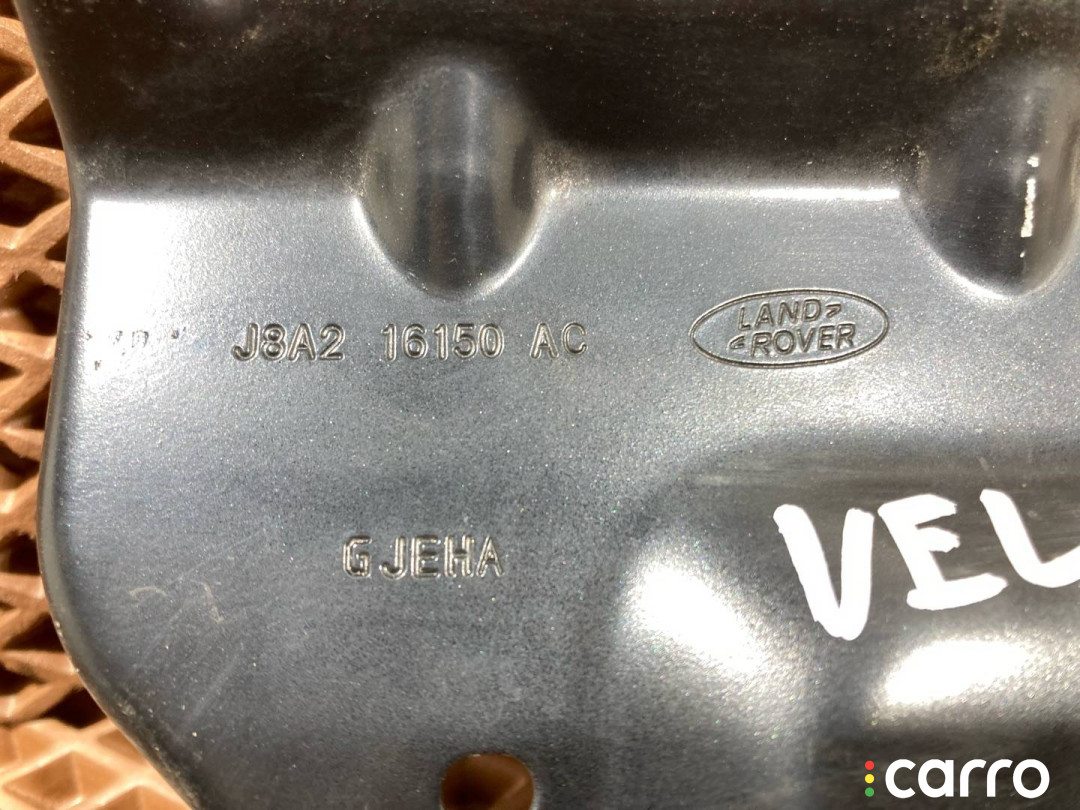 J8A2 16150 AC
LAND
ROVER
GJEHA
VEL
carro